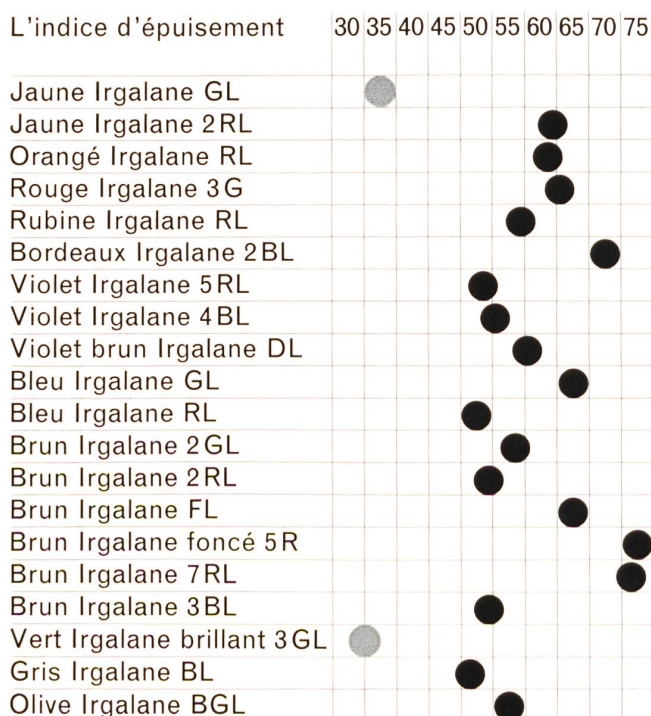 L'indice d'épuisement 30 35 40 45 50 55 60 65 70 75
Jaune Irgalane GL
Jaune Irgalane 2RL
Orangé Irgalane RL
Rouge Irgalane 3G
Rubine Irgalane RL
Bordeaux Irgalane 2BL
Violet Irgalane 5RL
Violet Irgalane 4BL
Violet brun Irgalane DL
Bleu Irgalane GL
Bleu Irgalane RL
Brun Irgalane 2GL
Brun Irgalane 2RL
Brun Irgalane FL
Brun Irgalane foncé 5R
Brun Irgalane 7RL
Brun Irgalane 3BL
Vert Irgalane brillant 3GL
Gris Irgalane BL
Olive Irgalane BGL